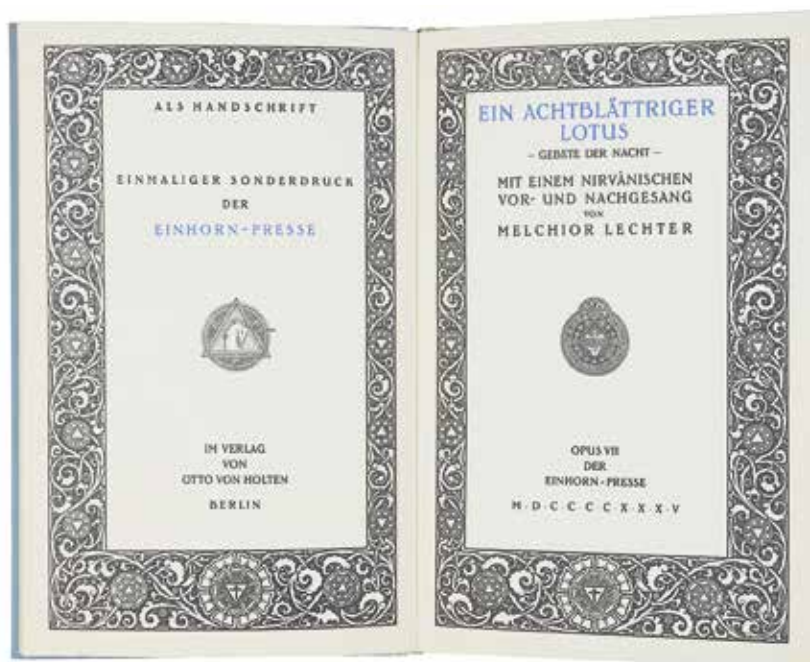 ALS HANDSCHRIFT
EINMALIGER SONDERDRUCK
DER
EINHORN-PRESSE
IM VERLAG
VON
OTTO VON HOLTEN
BERLIN
EIN ACHTBLÄTTRIGER
LOTUS
– GEBETE DER NACHT –
MIT EINEM NIRVÂNISCHEN
VOR- UND NACHGESANG
VON
MELCHIOR LECHTER
OPUS VII
DER
EINHORN-PRESSE
M·D·C·C·C·C·X·X·X·V